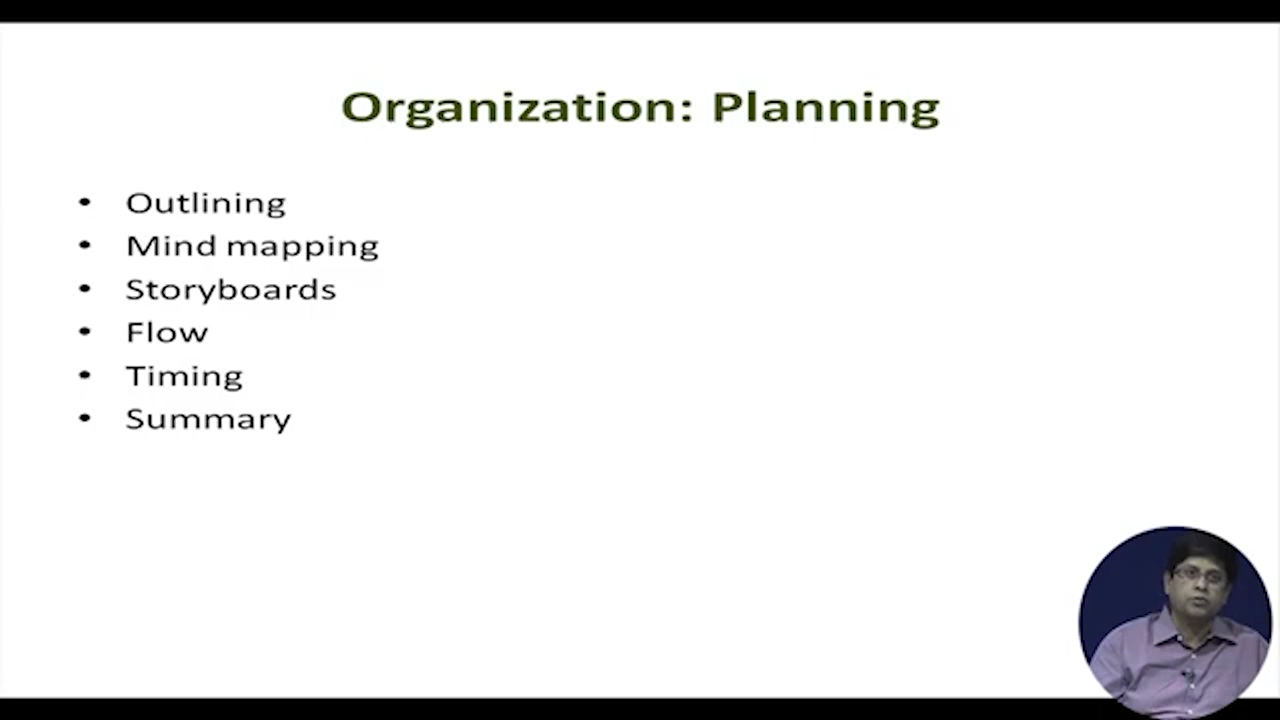 Organization: Planning
• Outlining
• Mind mapping
• Storyboards
• Flow
• Timing
• Summary